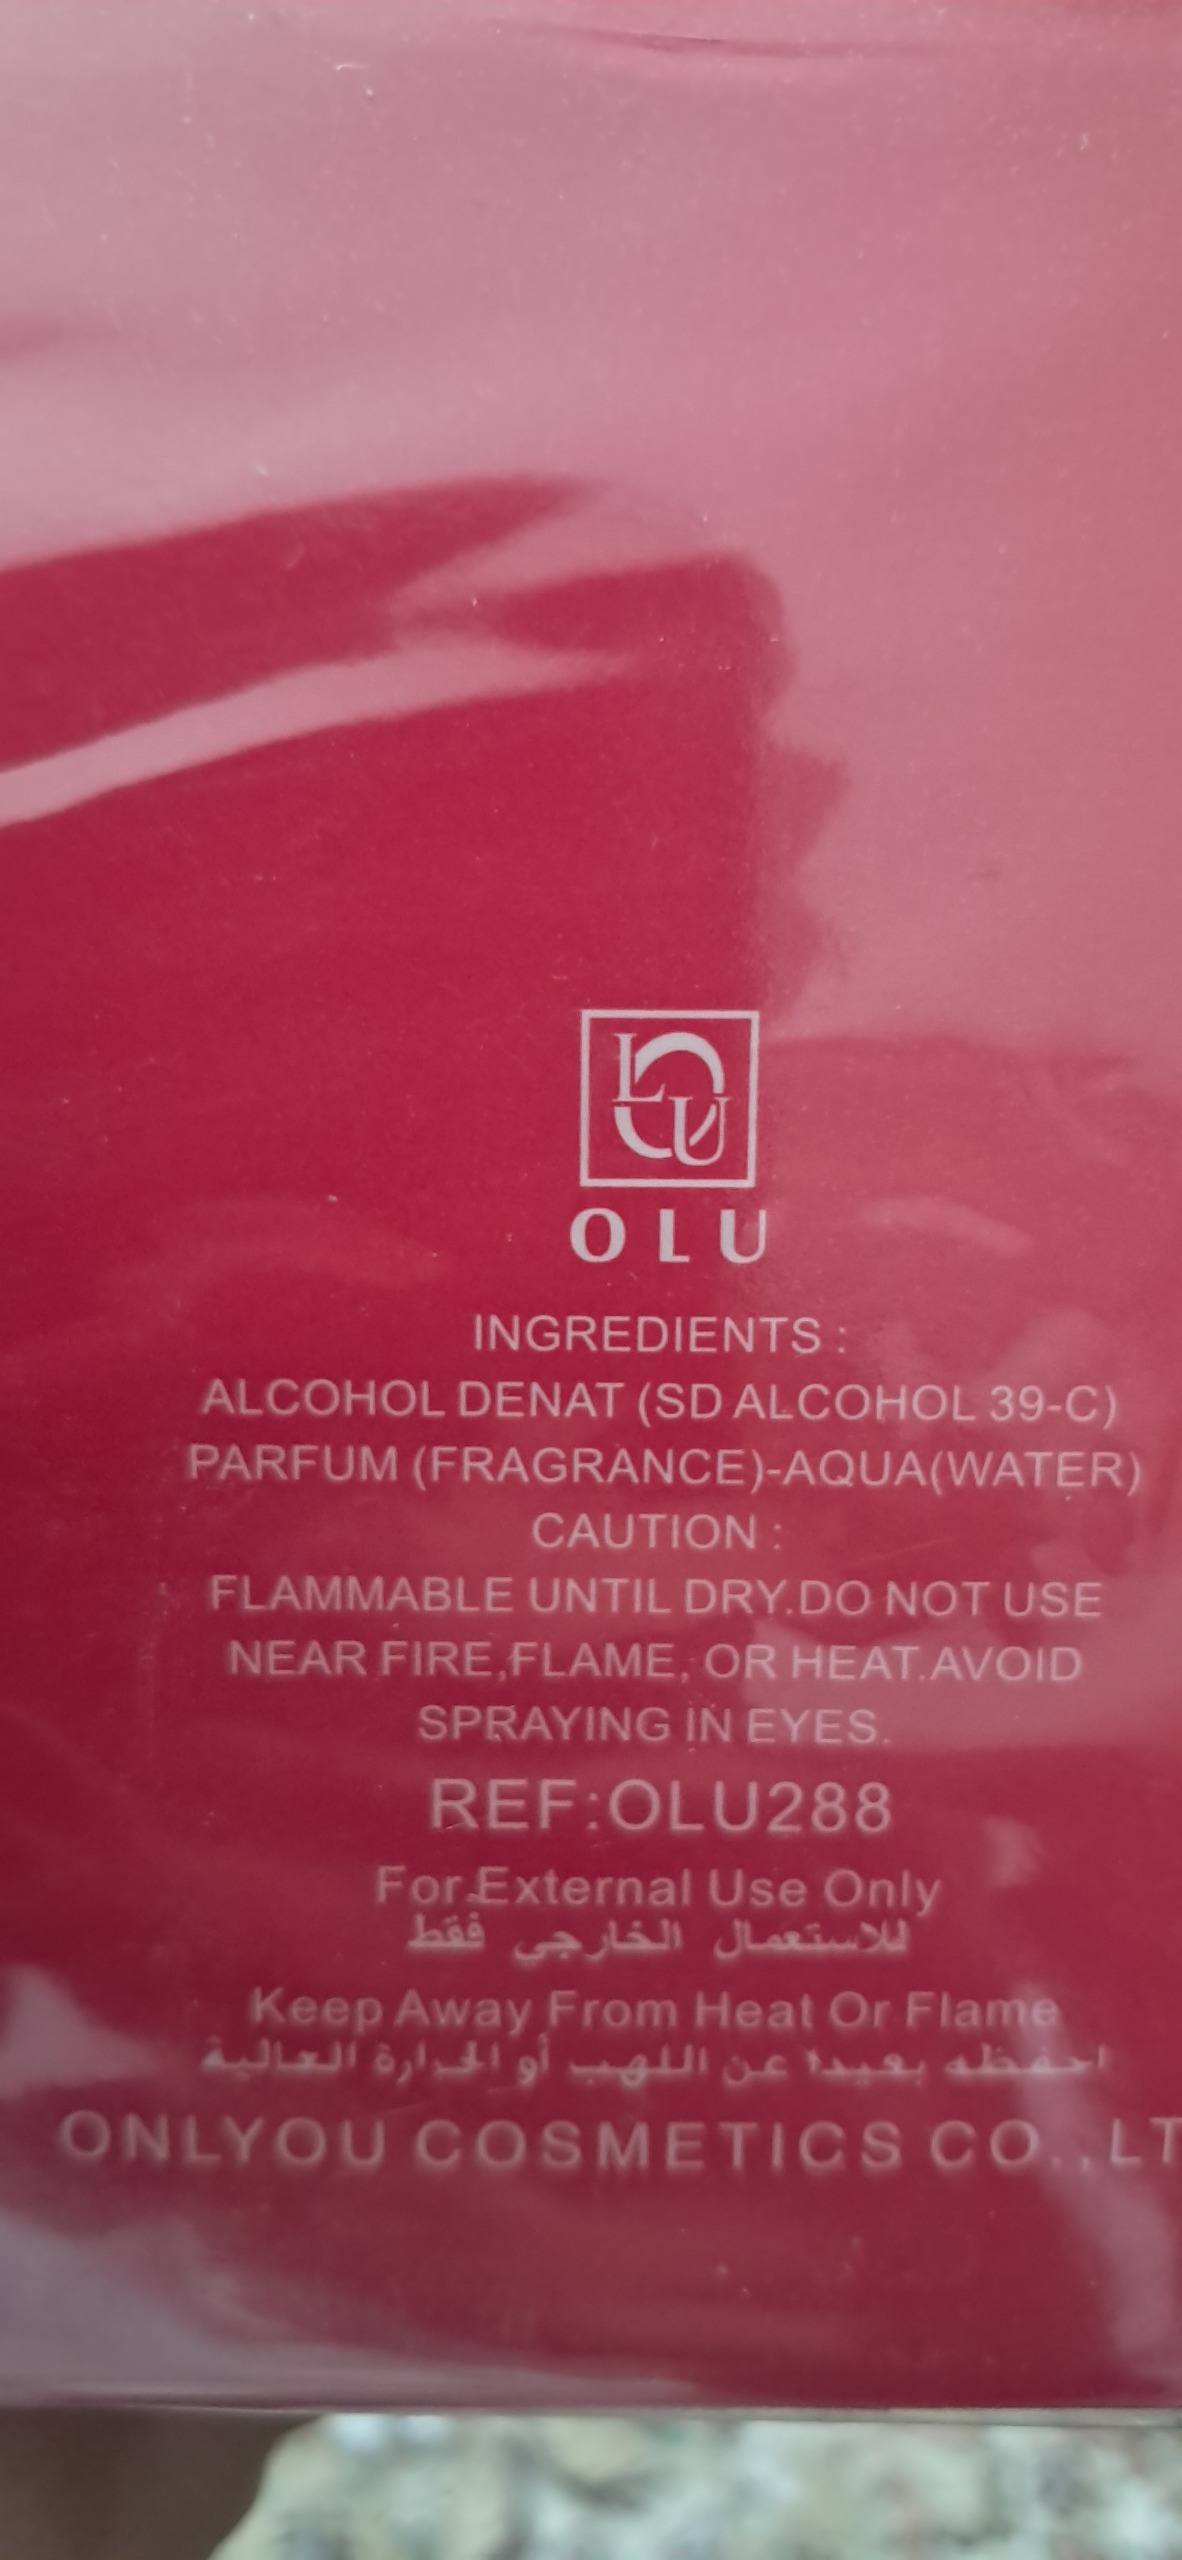 LOU
OLU
INGREDIENTS :
ALCOHOL DENAT (SD ALCOHOL 39-C)
PARFUM (FRAGRANCE)-AQUA(WATER)
CAUTION :
FLAMMABLE UNTIL DRY.DO NOT USE
NEAR FIRE,FLAME, OR HEAT.AVOID
SPRAYING IN EYES.
REF:OLU288
For External Use Only
للاستعمال الخارجي فقط
Keep Away From Heat Or Flame
احفظه بعيدا عن اللهب أو الحرارة العالية
ONLYOU COSMETICS CO.,LT